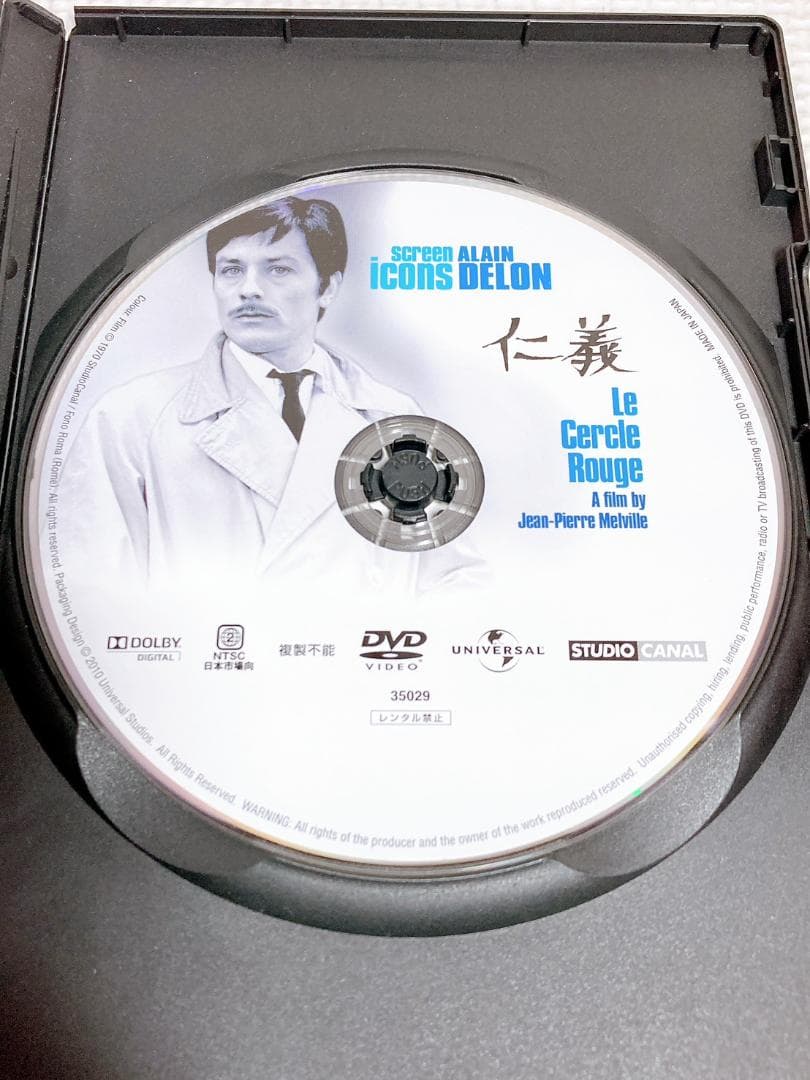 screen ALAIN
icons DELON
仁義
Le
Cercle
Rouge
A film by
Jean-Pierre Melville
DOLBY
DIGITAL
2
NTSC
日本市場向
複製不能
DVD
VIDEO
UNIVERSAL
STUDIO CANAL
35029
レンタル禁止
PUSH
Colour Film © 1970 StudioCanal / Fono Roma (Rome). All rights reserved. Packaging Design © 2010 Universal Studios. All Rights Reserved. WARNING: All rights of the producer and the owner of the work reproduced reserved. Unauthorised copying, hiring, lending, public performance, radio or TV broadcasting of this DVD is prohibited. MADE IN JAPAN